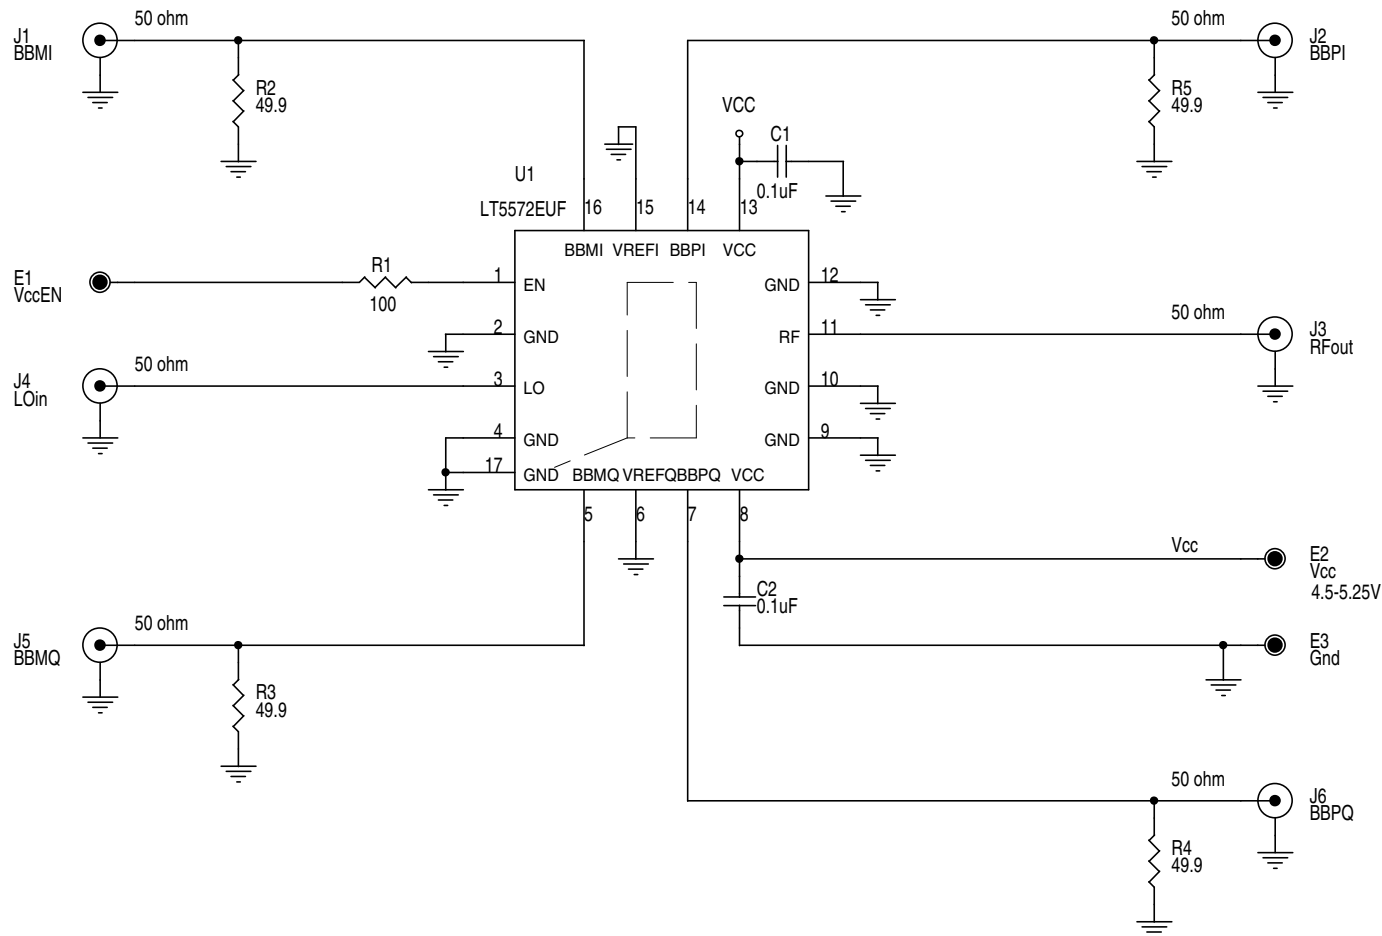 50 ohm
J1
BBMI
R2
49.9
50 ohm
J2
BBPI
R5
49.9
VCC
C1
0.1uF
U1
LT5572EUF
16
15
14
13
BBMI
VREFI
BBPI
VCC
E1
VccEN
R1
100
1
EN
12
GND
2
GND
11
RF
50 ohm
J3
RFout
J4
LOin
50 ohm
3
LO
10
GND
4
GND
9
GND
17
GND
BBMQ
VREFQ
BBPQ
VCC
5
6
7
8
Vcc
E2
Vcc
4.5-5.25V
C2
0.1uF
E3
Gnd
J5
BBMQ
50 ohm
R3
49.9
50 ohm
J6
BBPQ
R4
49.9